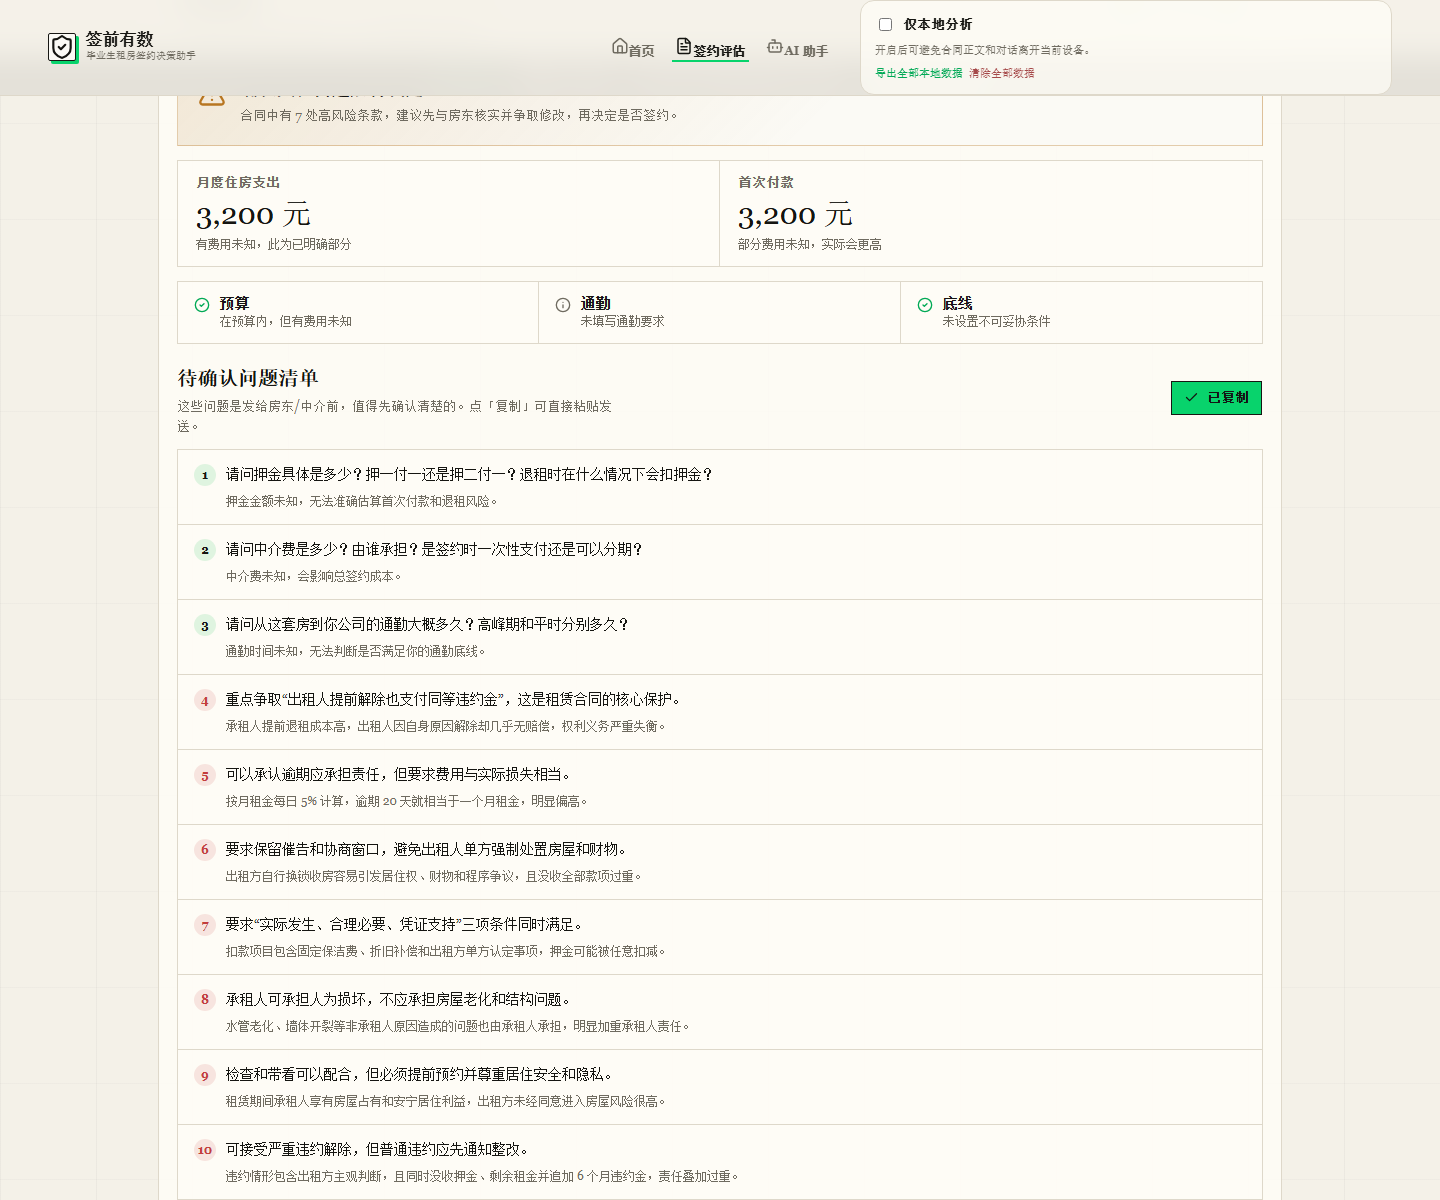 签前有数
毕业生租房签约决策助手
首页
签约评估
AI 助手
仅本地分析
开启后可避免合同正文和对话离开当前设备。
导出全部本地数据 清除全部数据
合同中有 7 处高风险条款，建议先与房东核实并争取修改，再决定是否签约。
月度住房支出
3,200 元
有费用未知，此为已明确部分
首次付款
3,200 元
部分费用未知，实际会更高
预算
在预算内，但有费用未知
通勤
未填写通勤要求
底线
未设置不可妥协条件
待确认问题清单
这些问题是发给房东/中介前，值得先确认清楚的。点「复制」可直接粘贴发
送。
已复制
1 请问押金具体是多少？押一付一还是押二付一？退租时在什么情况下会扣押金？
押金金额未知，无法准确估算首次付款和退租风险。
2 请问中介费是多少？由谁承担？是签约时一次性支付还是可以分期？
中介费未知，会影响总签约成本。
3 请问从这套房到你公司的通勤大概多久？高峰期和平时分别多久？
通勤时间未知，无法判断是否满足你的通勤底线。
4 重点争取“出租人提前解除也支付同等违约金”，这是租赁合同的核心保护。
承租人提前退租成本高，出租人因自身原因解除却几乎无赔偿，权利义务严重失衡。
5 可以承认逾期应承担责任，但要求费用与实际损失相当。
按月租金每日 5% 计算，逾期 20 天就相当于一个月租金，明显偏高。
6 要求保留催告和协商窗口，避免出租人单方强制处置房屋和财物。
出租方自行换锁收房容易引发居住权、财物和程序争议，且没收全部款项过重。
7 要求“实际发生、合理必要、凭证支持”三项条件同时满足。
扣款项目包含固定保洁费、折旧补偿和出租方单方认定事项，押金可能被任意扣减。
8 承租人可承担人为损坏，不应承担房屋老化和结构问题。
水管老化、墙体开裂等非承租人原因造成的问题也由承租人承担，明显加重承租人责任。
9 检查和带看可以配合，但必须提前预约并尊重居住安全和隐私。
租赁期间承租人享有房屋占有和安宁居住利益，出租方未经同意进入房屋风险很高。
10 可接受严重违约解除，但普通违约应先通知整改。
违约情形包含出租方主观判断，且同时没收押金、剩余租金并追加 6 个月违约金，责任叠加过重。